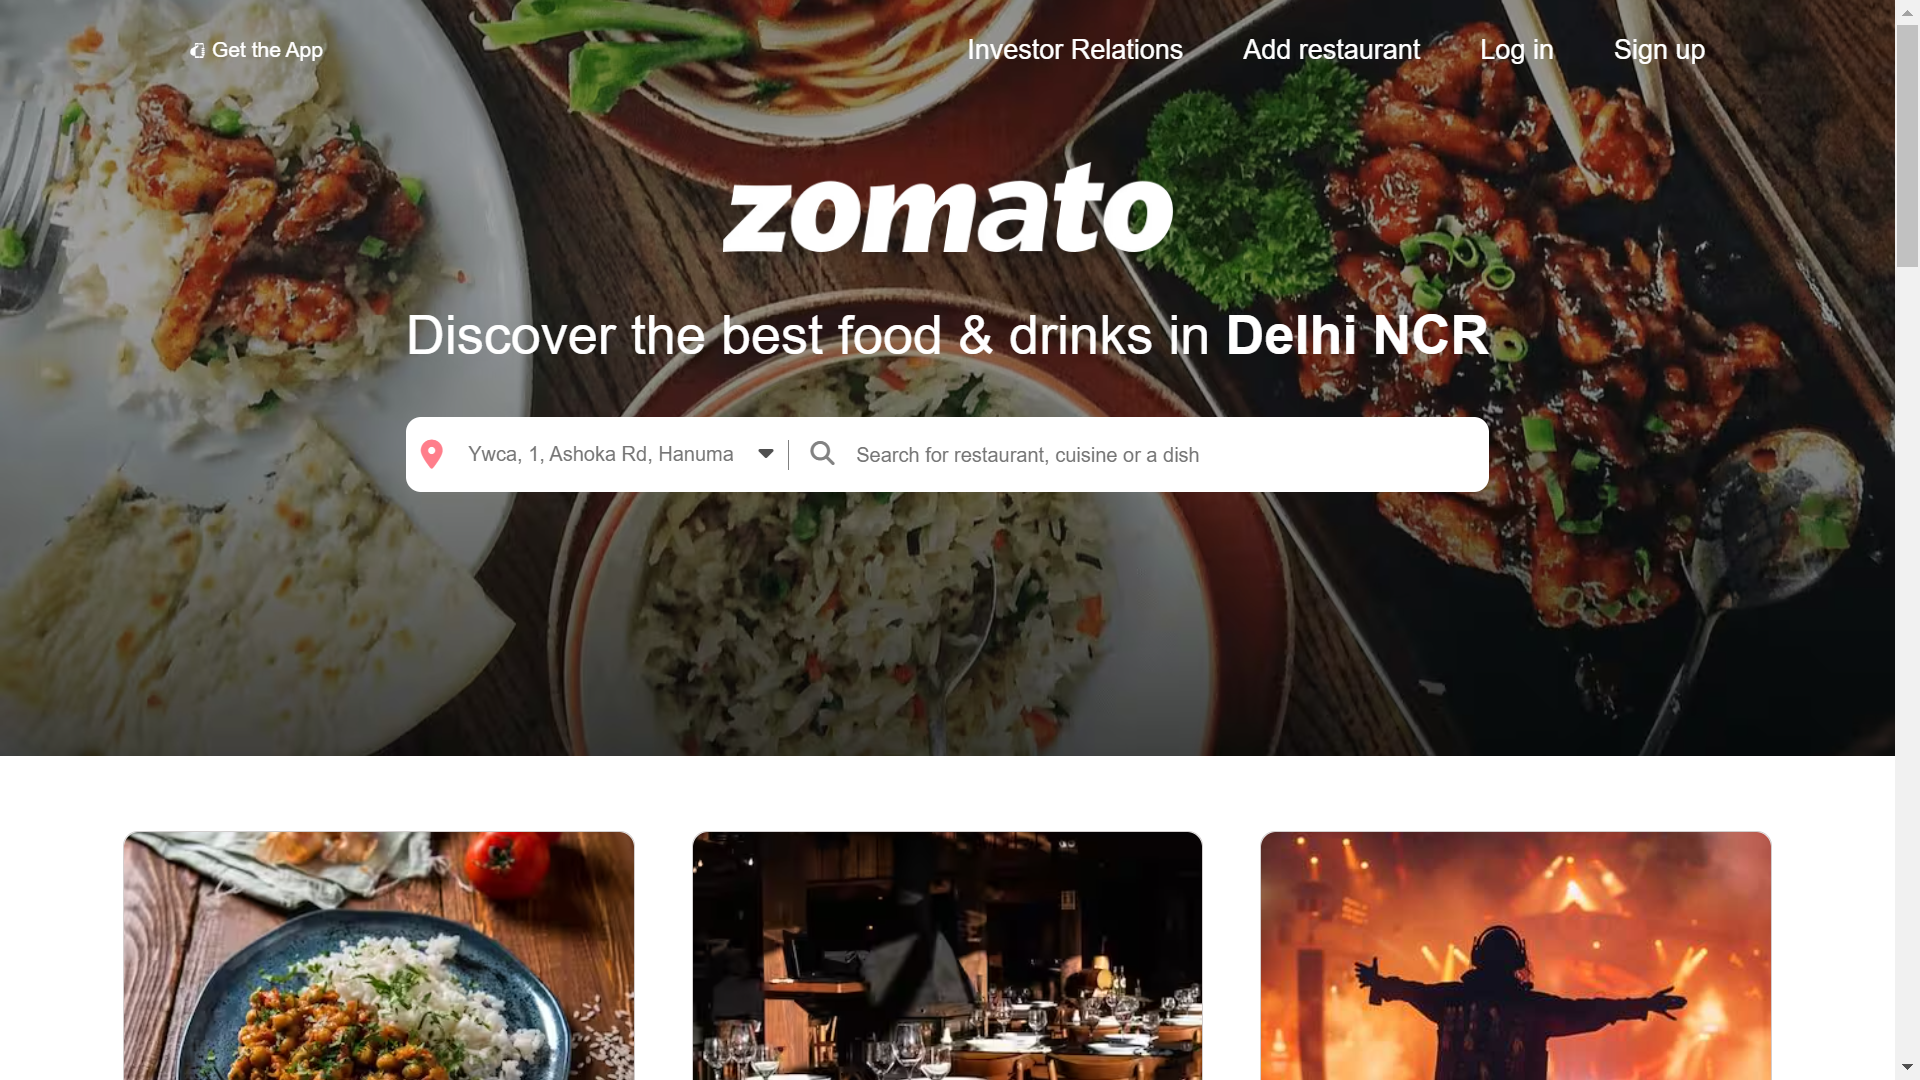 Get the App
Investor Relations
Add restaurant
Log in
Sign up
zomato
Discover the best food & drinks in Delhi NCR
Ywca, 1, Ashoka Rd, Hanuma
Search for restaurant, cuisine or a dish